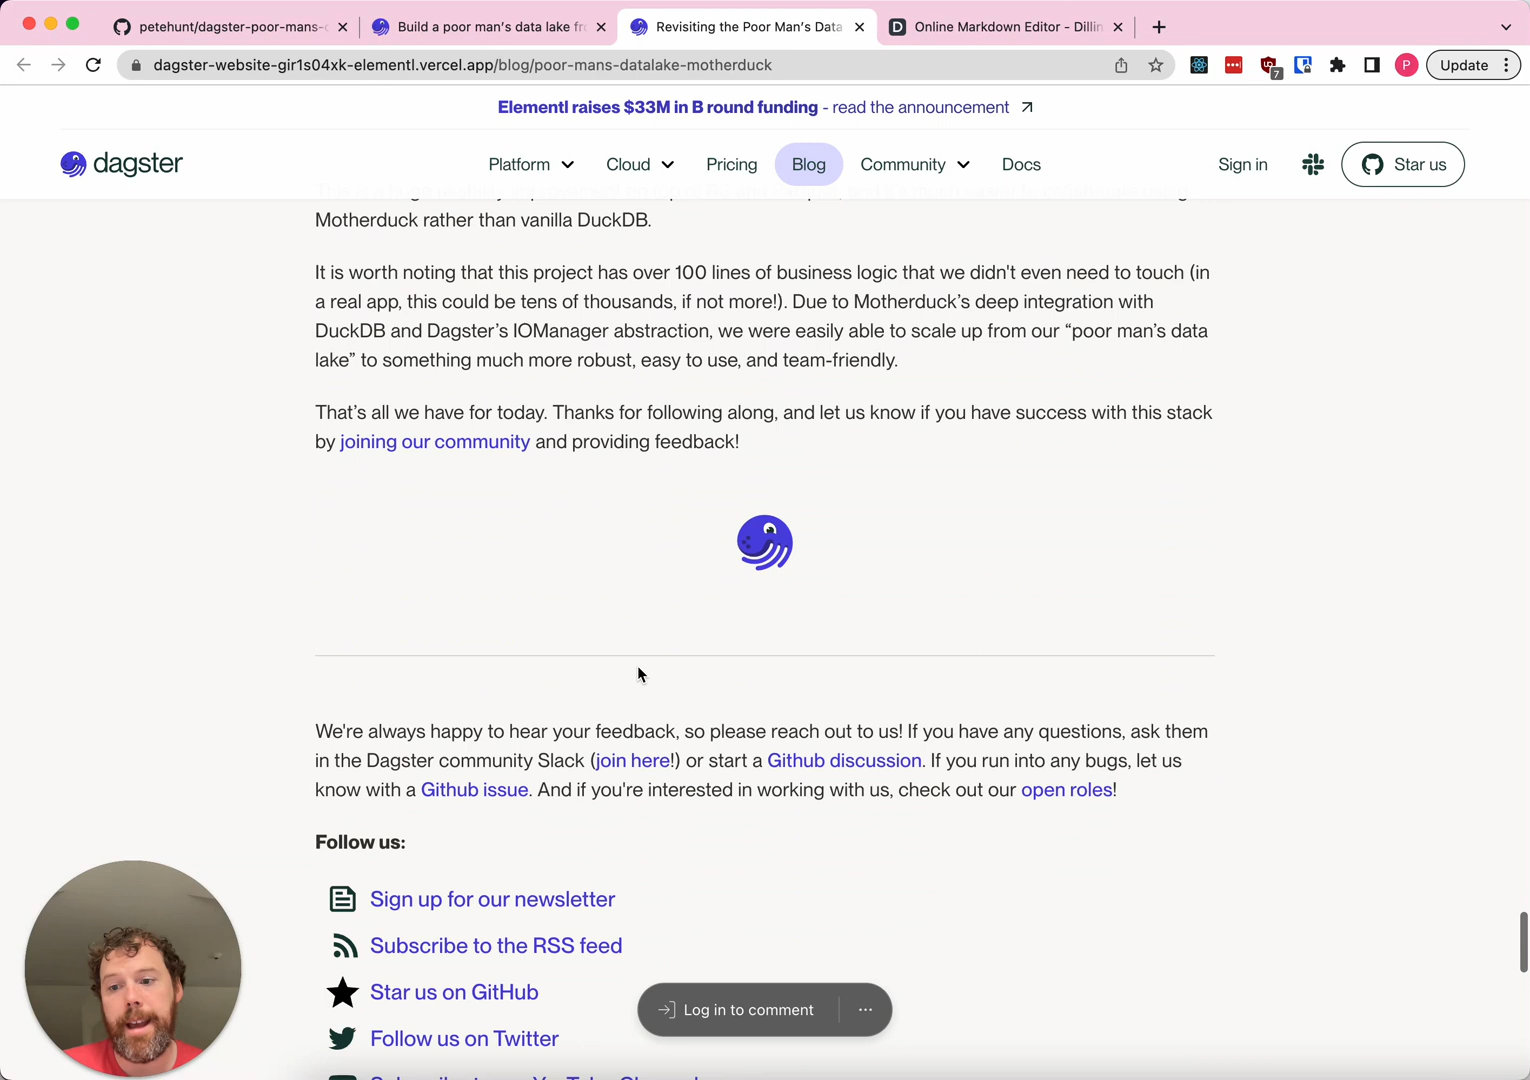 petehunt/dagster-poor-mans-
Build a poor man's data lake fr
Revisiting the Poor Man's Data
Online Markdown Editor - Dillin
dagster-website-gir1s04xk-elementl.vercel.app/blog/poor-mans-datalake-motherduck
7
P
Update
Elementl raises $33M in B round funding - read the announcement
dagster
Platform
Cloud
Pricing
Blog
Community
Docs
Sign in
Star us
Motherduck rather than vanilla DuckDB.
It is worth noting that this project has over 100 lines of business logic that we didn't even need to touch (in
a real app, this could be tens of thousands, if not more!). Due to Motherduck’s deep integration with
DuckDB and Dagster’s IOManager abstraction, we were easily able to scale up from our “poor man’s data
lake” to something much more robust, easy to use, and team-friendly.
That’s all we have for today. Thanks for following along, and let us know if you have success with this stack
by joining our community and providing feedback!
We're always happy to hear your feedback, so please reach out to us! If you have any questions, ask them
in the Dagster community Slack (join here!) or start a Github discussion. If you run into any bugs, let us
know with a Github issue. And if you're interested in working with us, check out our open roles!
Follow us:
Sign up for our newsletter
Subscribe to the RSS feed
Star us on GitHub
Log in to comment
Follow us on Twitter